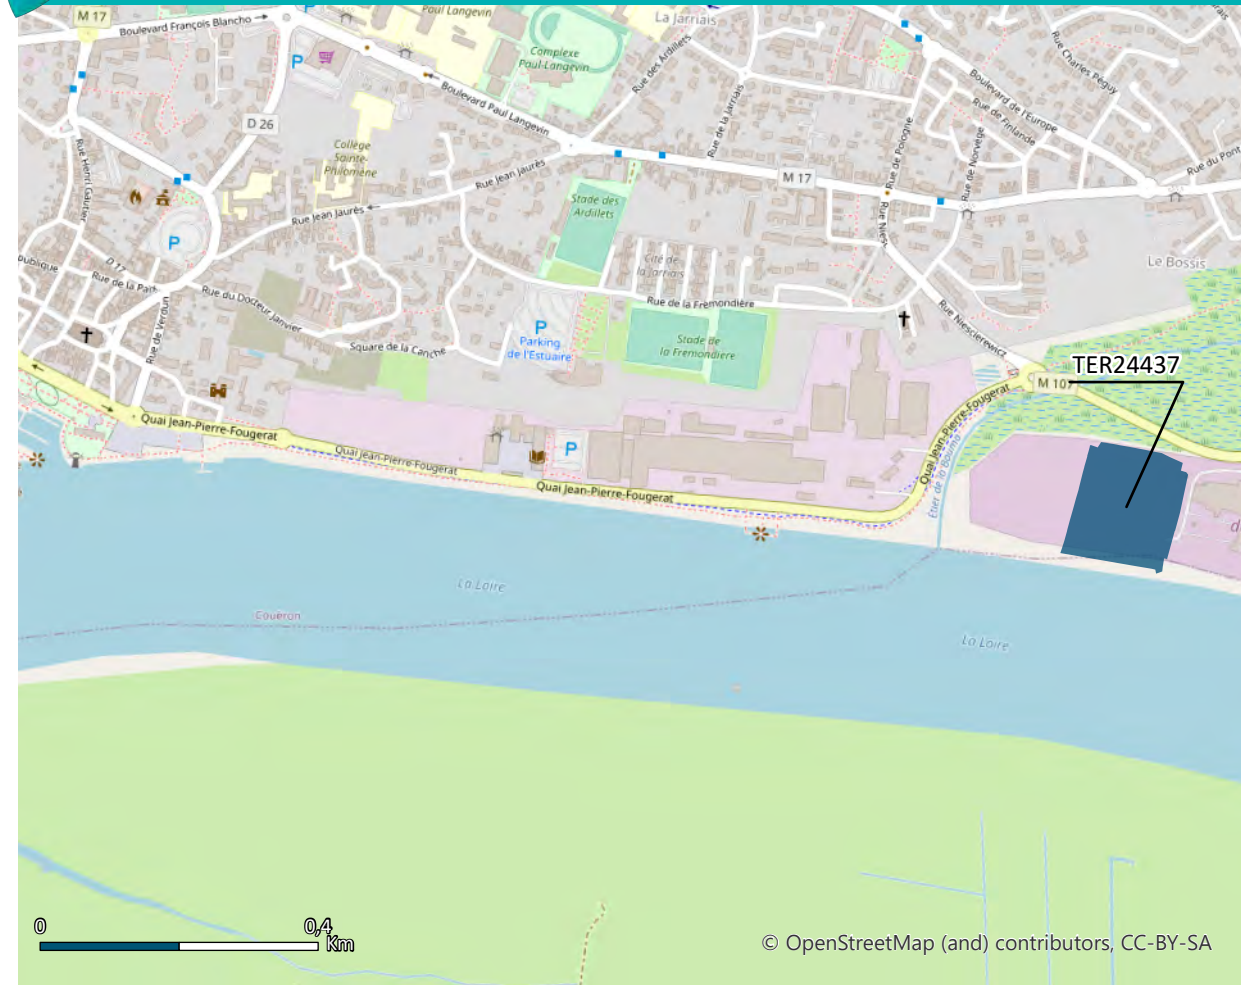 M 17
Boulevard François Blancho
Paul Langevin
La Jarriais
Complexe
Paul-Langevin
Rue des Ardillets
Rue Charles Péguy
Boulevard de l'Europe
Rue de Finlande
Boulevard Paul Langevin
Rue de la Jarriais
Rue de Pologne
Rue de Norvège
Rue du Pont
D 26
P
Collège
Sainte-
Philomène
Rue Henri Gautier
Rue Jean Jaurès
M 17
Stade des
Ardillets
Rue Jean Jaurès
P
Cité de
la Jarriais
Le Bossis
D 17
Rue de la Paix
Rue du Docteur Janvier
Rue de Verdun
Rue de la Frémondière
Rue Niescierewicz
P
Parking
de l'Estuaire
Stade de
la Frémondière
Square de la Canche
TER24437
M 107
Quai Jean-Pierre-Fougerat
Quai Jean-Pierre-Fougerat
Quai Jean-Pierre-Fougerat
Quai Jean-Pierre-Fougerat
P
La Loire
Couëron
La Loire
0
0,4
Km
© OpenStreetMap (and) contributors, CC-BY-SA